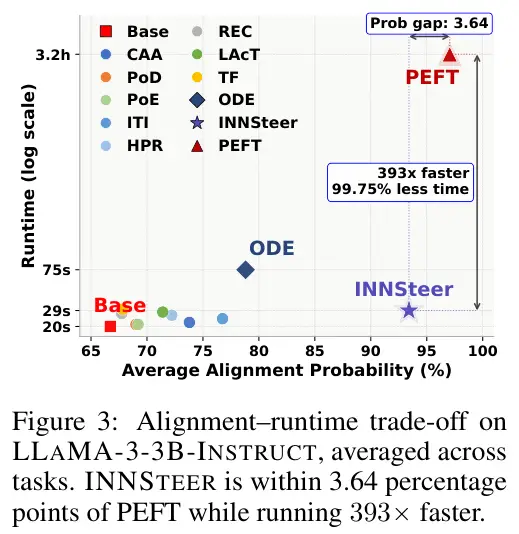 Prob gap: 3.64
Base
CAA
PoD
PoE
ITI
HPR
REC
LAcT
TF
ODE
INNSteer
PEFT
PEFT
393x faster
99.75% less time
ODE
INNSteer
Base
Runtime (log scale)
3.2h
75s
29s
20s
65 70 75 80 85 90 95 100
Average Alignment Probability (%)
Figure 3: Alignment–runtime trade-off on
LLAMA-3-3B-INSTRUCT, averaged across
tasks. INNSTEER is within 3.64 percentage
points of PEFT while running 393× faster.